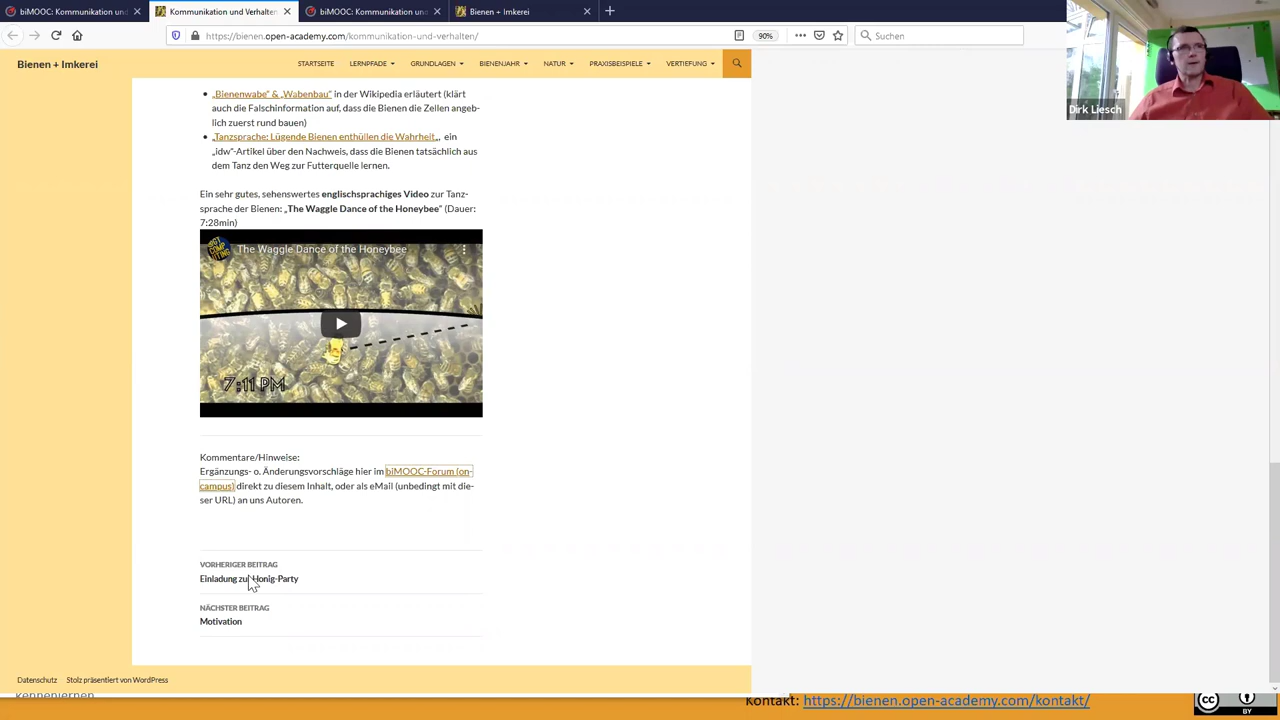 biMOOC: Kommunikation und
Kommunikation und Verhalten
biMOOC: Kommunikation und
Bienen + Imkerei
https://bienen.open-academy.com/kommunikation-und-verhalten/
90%
Suchen
Dirk Liesch
Bienen + Imkerei
STARTSEITE
LERNPFADE
GRUNDLAGEN
BIENENJAHR
NATUR
PRAXISBEISPIELE
VERTIEFUNG
„Bienenwabe“ & „Wabenbau“ in der Wikipedia erläutert (klärt
auch die Falschinformation auf, dass die Bienen die Zellen angeb-
lich zuerst rund bauen)
„Tanzsprache: Lügende Bienen enthüllen die Wahrheit„, ein
„idw“-Artikel über den Nachweis, dass die Bienen tatsächlich aus
dem Tanz den Weg zur Futterquelle lernen.
Ein sehr gutes, sehenswertes englischsprachiges Video zur Tanz-
sprache der Bienen: „The Waggle Dance of the Honeybee“ (Dauer:
7:28min)
The Waggle Dance of the Honeybee
7:11 PM
Kommentare/Hinweise:
Ergänzungs- o. Änderungsvorschläge hier im biMOOC-Forum (on-
campus) direkt zu diesem Inhalt, oder als eMail (unbedingt mit die-
ser URL) an uns Autoren.
VORHERIGER BEITRAG
Einladung zur Honig-Party
NÄCHSTER BEITRAG
Motivation
Datenschutz
Stolz präsentiert von WordPress
kennenlernen
Kontakt: https://bienen.open-academy.com/kontakt/
cc
BY